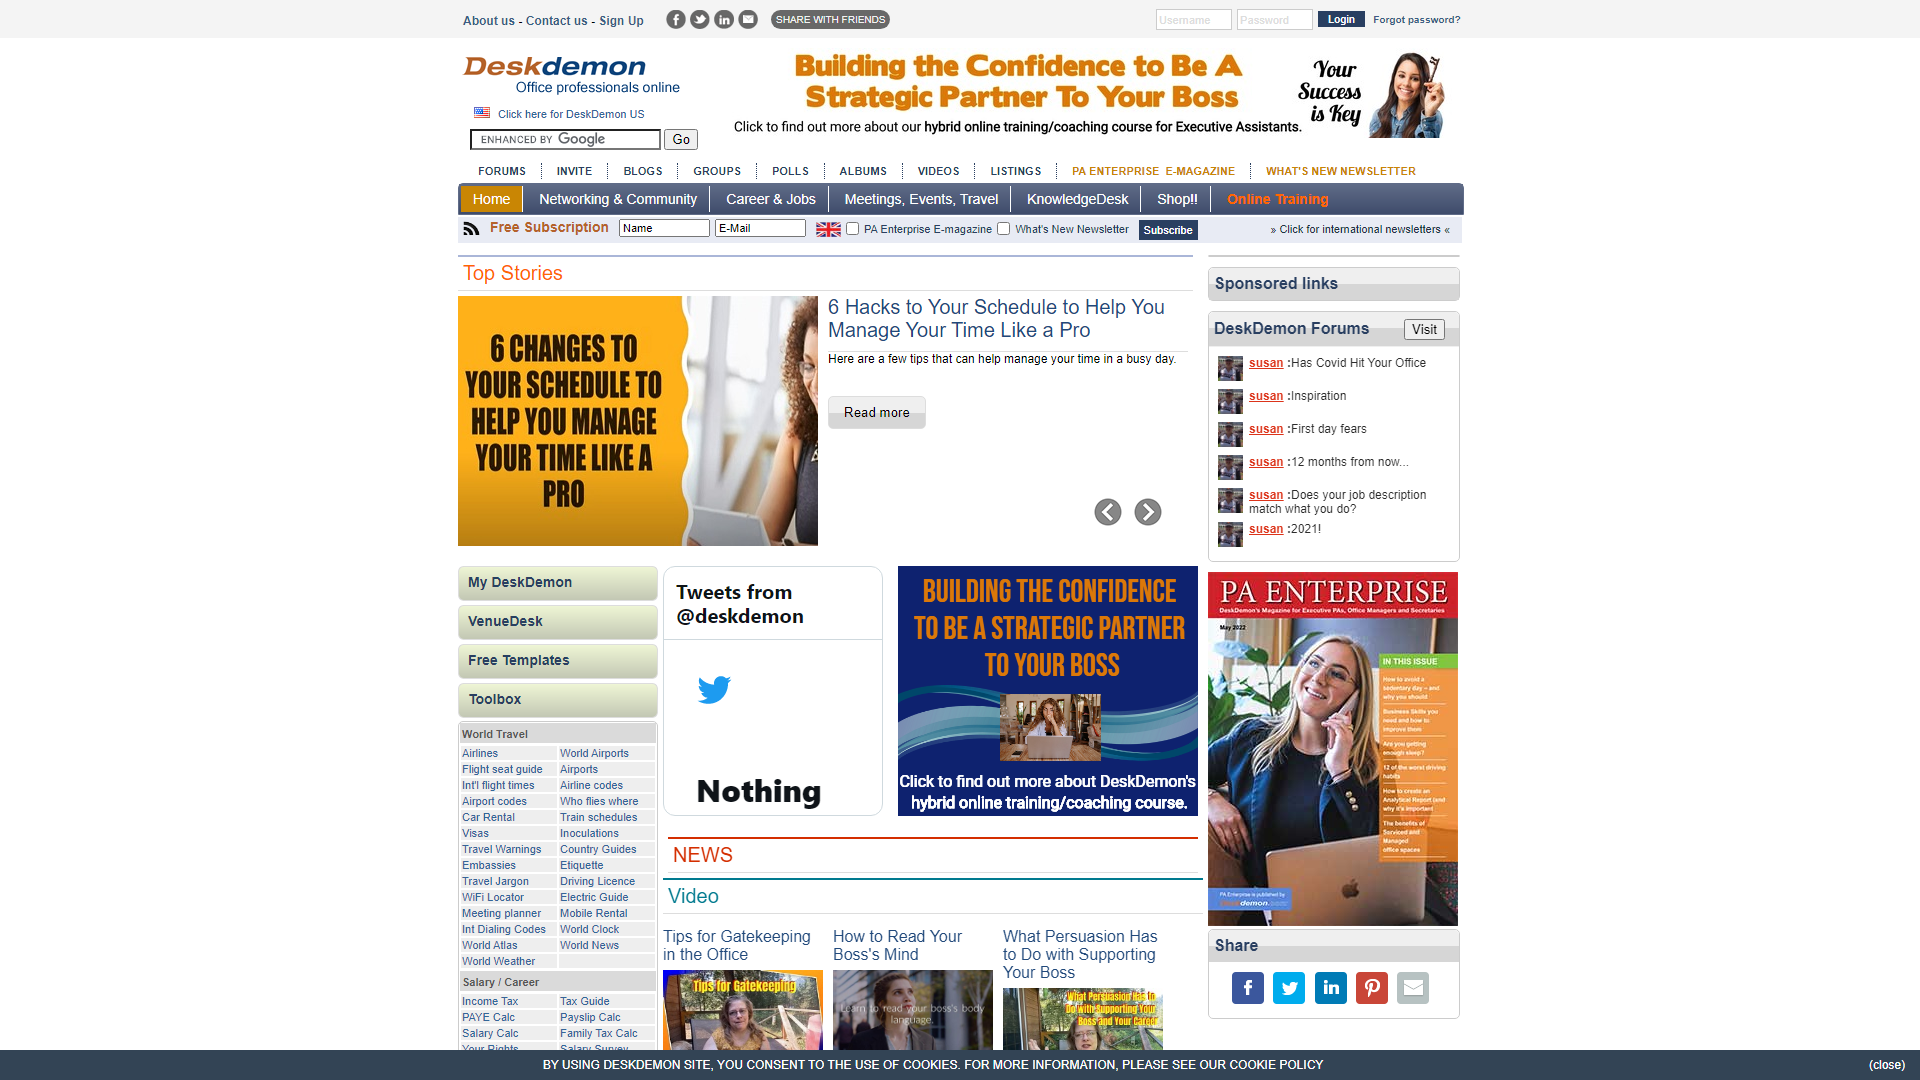 About us - Contact us - Sign Up
SHARE WITH FRIENDS
Username
Password
Login
Forgot password?
Deskdemon
Office professionals online
Click here for DeskDemon US
ENHANCED BY Google
Go
Building the Confidence to Be A
Strategic Partner To Your Boss
Click to find out more about our hybrid online training/coaching course for Executive Assistants.
Your
Success
is Key
FORUMS
INVITE
BLOGS
GROUPS
POLLS
ALBUMS
VIDEOS
LISTINGS
PA ENTERPRISE E-MAGAZINE
WHAT'S NEW NEWSLETTER
Home
Networking & Community
Career & Jobs
Meetings, Events, Travel
KnowledgeDesk
Shop!!
Online Training
Free Subscription
Name
E-Mail
PA Enterprise E-magazine
What's New Newsletter
Subscribe
» Click for international newsletters «
Top Stories
6 CHANGES TO
YOUR SCHEDULE TO
HELP YOU MANAGE
YOUR TIME LIKE A
PRO
6 Hacks to Your Schedule to Help You
Manage Your Time Like a Pro
Here are a few tips that can help manage your time in a busy day.
Read more
Sponsored links
DeskDemon Forums
Visit
susan :Has Covid Hit Your Office
susan :Inspiration
susan :First day fears
susan :12 months from now...
susan :Does your job description
match what you do?
susan :2021!
My DeskDemon
VenueDesk
Free Templates
Toolbox
World Travel
Airlines
World Airports
Flight seat guide
Airports
Int'l flight times
Airline codes
Airport codes
Who flies where
Car Rental
Train schedules
Visas
Inoculations
Travel Warnings
Country Guides
Embassies
Etiquette
Travel Jargon
Driving Licence
WiFi Locator
Electric Guide
Meeting planner
Mobile Rental
Int Dialing Codes
World Clock
World Atlas
World News
World Weather
Salary / Career
Income Tax
Tax Guide
PAYE Calc
Payslip Calc
Salary Calc
Family Tax Calc
Your Rights
Salary Survey
Tweets from
@deskdemon
Nothing
BUILDING THE CONFIDENCE
TO BE A STRATEGIC PARTNER
TO YOUR BOSS
Click to find out more about DeskDemon's
hybrid online training/coaching course.
NEWS
Video
Tips for Gatekeeping
in the Office
Tips for Gatekeeping
How to Read Your
Boss's Mind
Learn to read your boss's body
language.
What Persuasion Has
to Do with Supporting
Your Boss
What Persuasion Has to
Do with Supporting Your
Boss and Your Career
PA ENTERPRISE
DeskDemon's Magazine for Executive PAs, Office Managers and Secretaries
May 2022
IN THIS ISSUE
How to avoid a
sedentary day – and
why you should
Business Skills you
need and how to
improve them
Are you getting
enough sleep?
12 of the worst driving
habits
How to create an
Analytical Report (and
why it's important
The benefits of
Serviced and
Managed
office spaces
PA Enterprise is published by
deskdemon.com
Share
BY USING DESKDEMON SITE, YOU CONSENT TO THE USE OF COOKIES. FOR MORE INFORMATION, PLEASE SEE OUR COOKIE POLICY
(close)